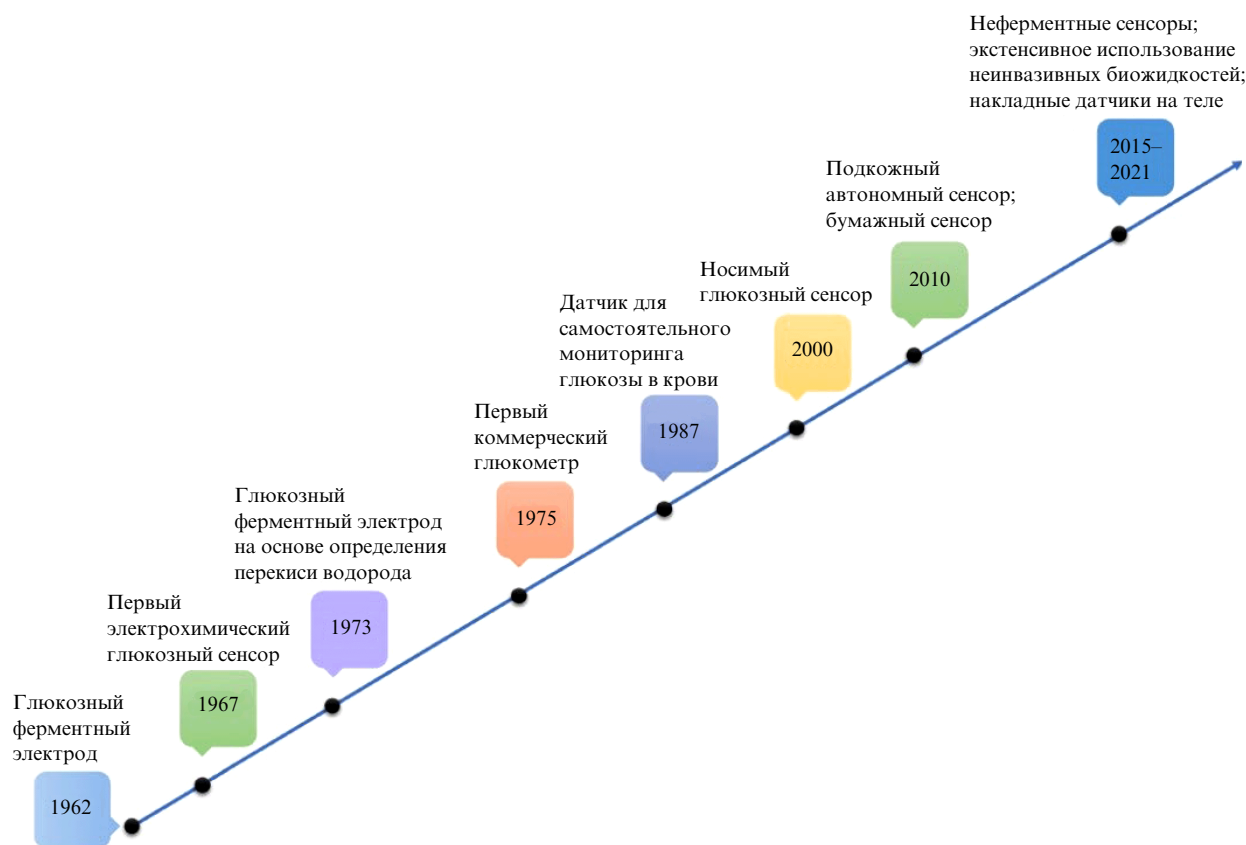 Глюкозный
ферментный
электрод
1962
Первый
электрохимический
глюкозный сенсор
1967
Глюкозный
ферментный электрод
на основе определения
перекиси водорода
1973
Первый
коммерческий
глюкометр
1975
Датчик для
самостоятельного
мониторинга
глюкозы в крови
1987
Носимый
глюкозный сенсор
2000
Подкожный
автономный сенсор;
бумажный сенсор
2010
Неферментные сенсоры;
экстенсивное использование
неинвазивных биожидкостей;
накладные датчики на теле
2015–
2021